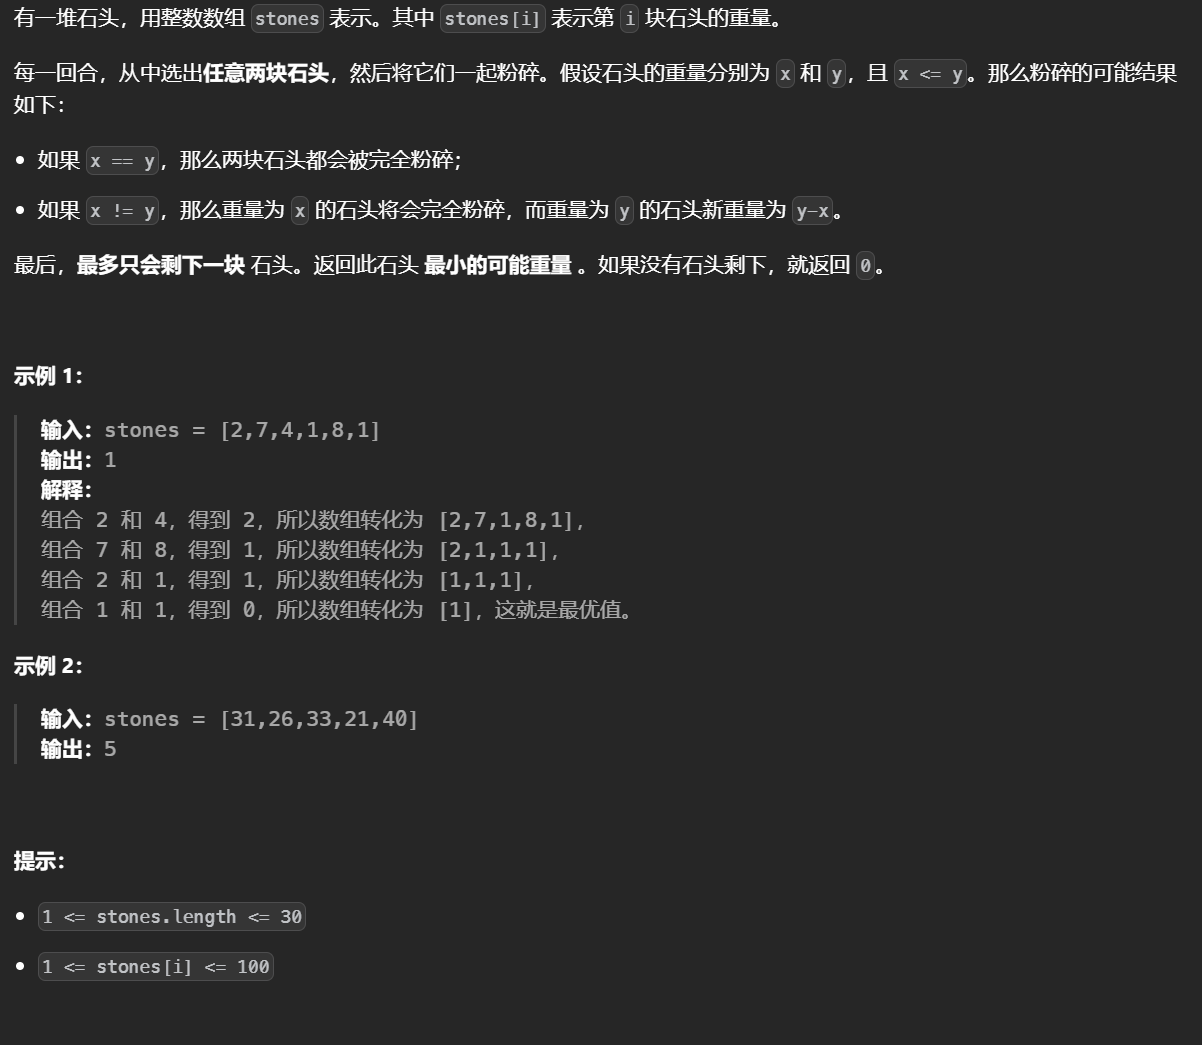 有一堆石头，用整数数组 stones 表示。其中 stones[i] 表示第 i 块石头的重量。
每一回合，从中选出任意两块石头，然后将它们一起粉碎。假设石头的重量分别为 x 和 y，且 x <= y。那么粉碎的可能结果
如下：
• 如果 x == y，那么两块石头都会被完全粉碎；
• 如果 x != y，那么重量为 x 的石头将会完全粉碎，而重量为 y 的石头新重量为 y-x。
最后，最多只会剩下一块 石头。返回此石头 最小的可能重量 。如果没有石头剩下，就返回 0。
示例 1：
输入：stones = [2,7,4,1,8,1]
输出：1
解释：
组合 2 和 4，得到 2，所以数组转化为 [2,7,1,8,1]，
组合 7 和 8，得到 1，所以数组转化为 [2,1,1,1]，
组合 2 和 1，得到 1，所以数组转化为 [1,1,1]，
组合 1 和 1，得到 0，所以数组转化为 [1]，这就是最优值。
示例 2：
输入：stones = [31,26,33,21,40]
输出：5
提示：
• 1 <= stones.length <= 30
• 1 <= stones[i] <= 100